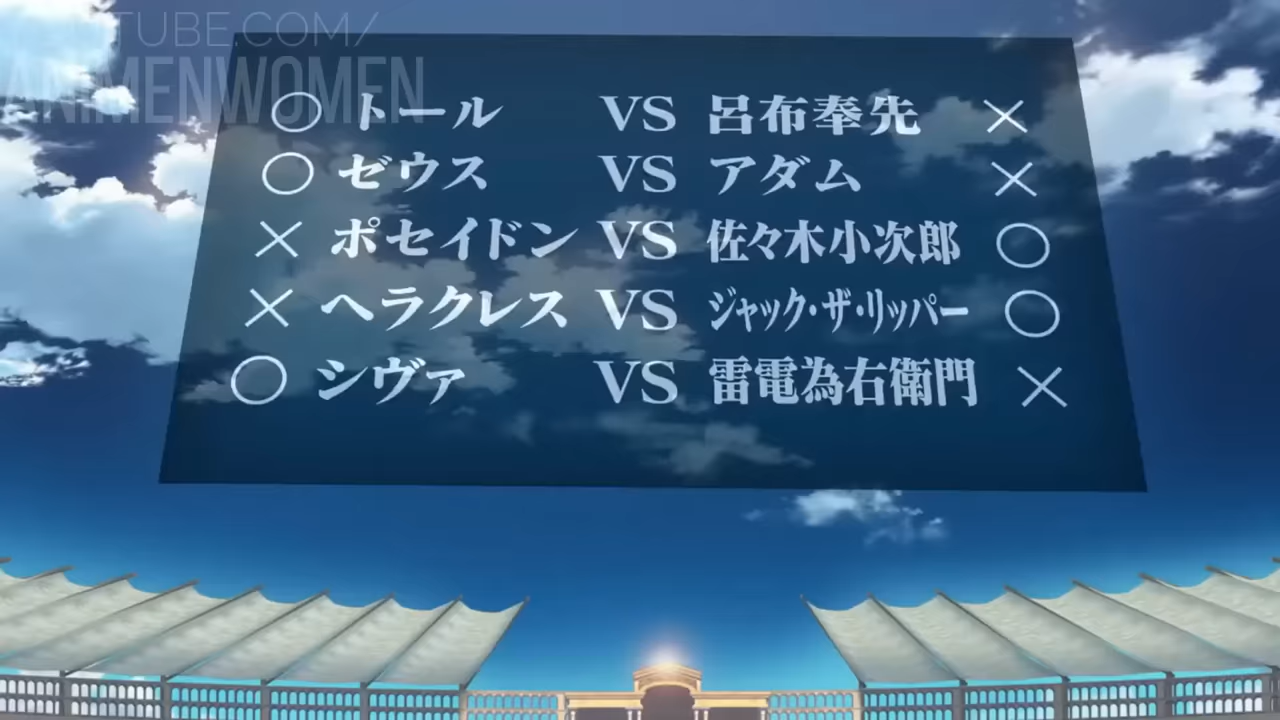 YOUTUBE.COM/
ANIMENWOMEN
○ トール VS 呂布奉先 ×
○ ゼウス VS アダム ×
× ポセイドン VS 佐々木小次郎 ○
× ヘラクレス VS ジャック・ザ・リッパー ○
○ シヴァ VS 雷電為右衛門 ×